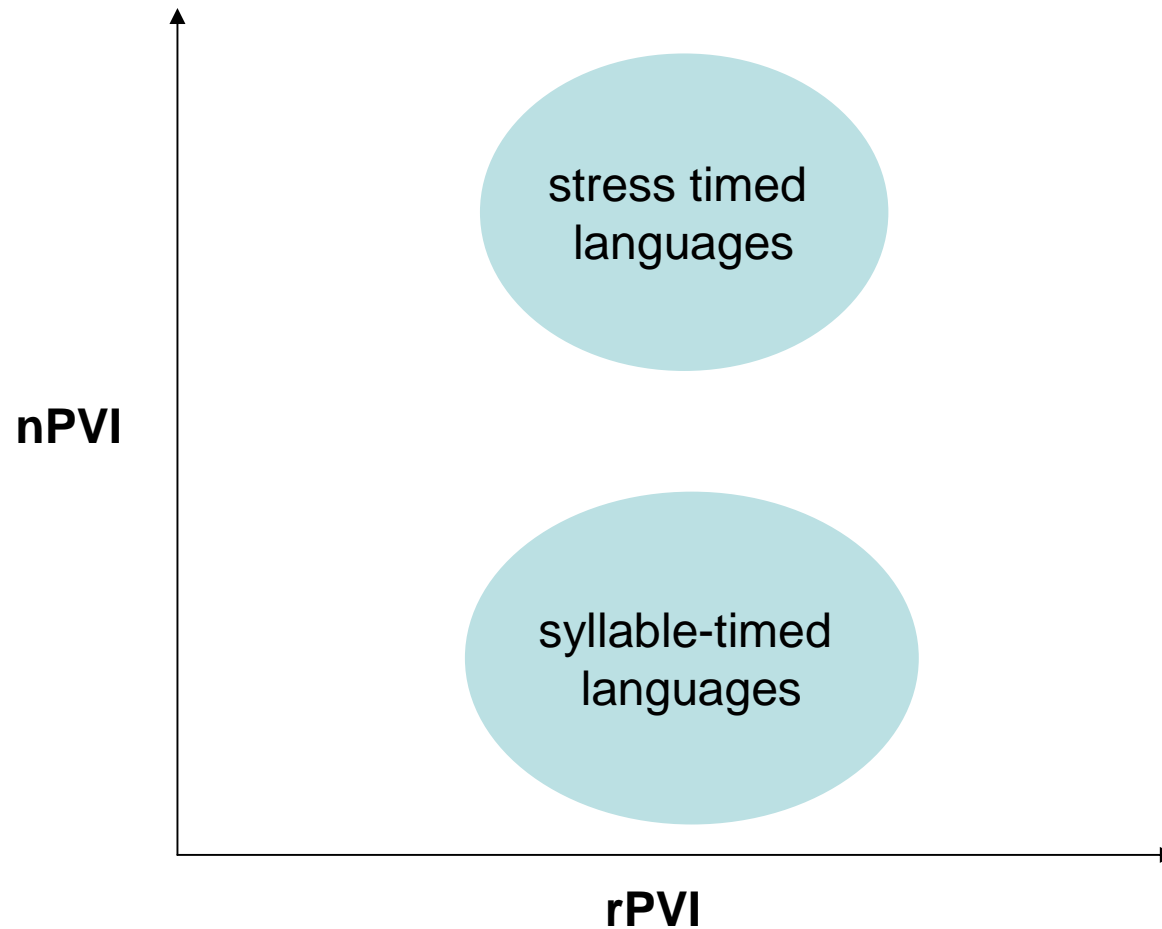 stress timed
languages
nPVI
syllable-timed
languages
rPVI